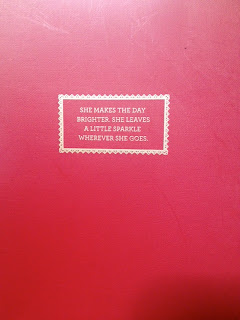 SHE MAKES THE DAY
BRIGHTER. SHE LEAVES
A LITTLE SPARKLE
WHEREVER SHE GOES.